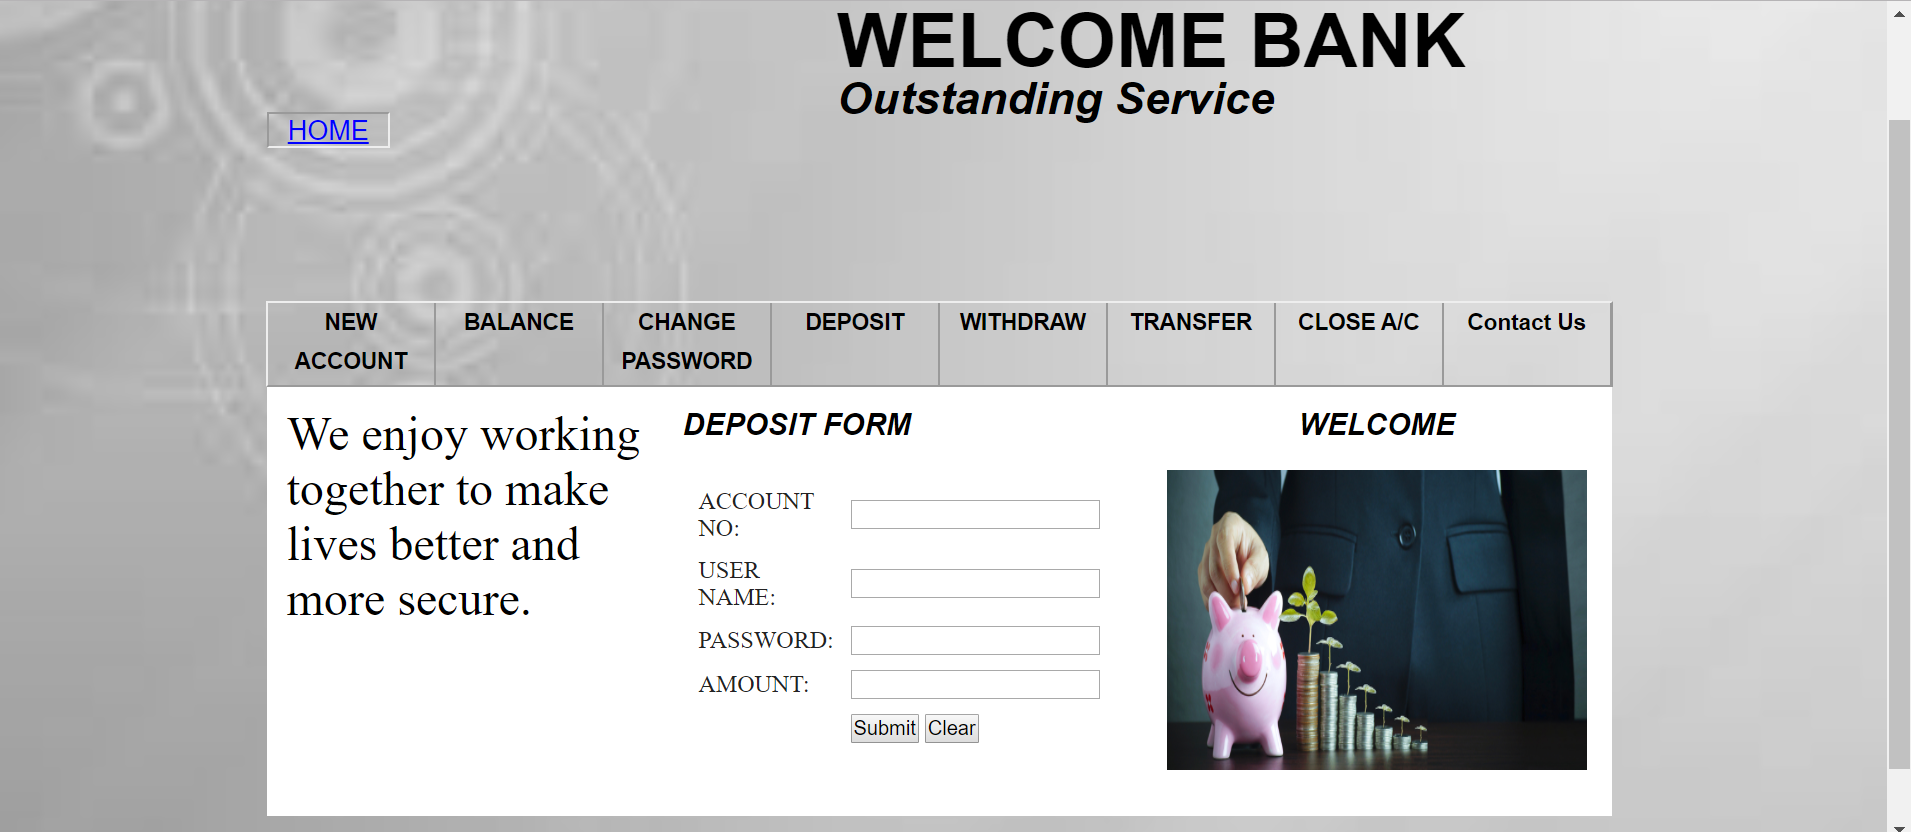 WELCOME BANK
Outstanding Service
HOME
NEW ACCOUNT
BALANCE
CHANGE PASSWORD
DEPOSIT
WITHDRAW
TRANSFER
CLOSE A/C
Contact Us
We enjoy working
together to make
lives better and
more secure.
DEPOSIT FORM
ACCOUNT
NO:
USER
NAME:
PASSWORD:
AMOUNT:
Submit Clear
WELCOME